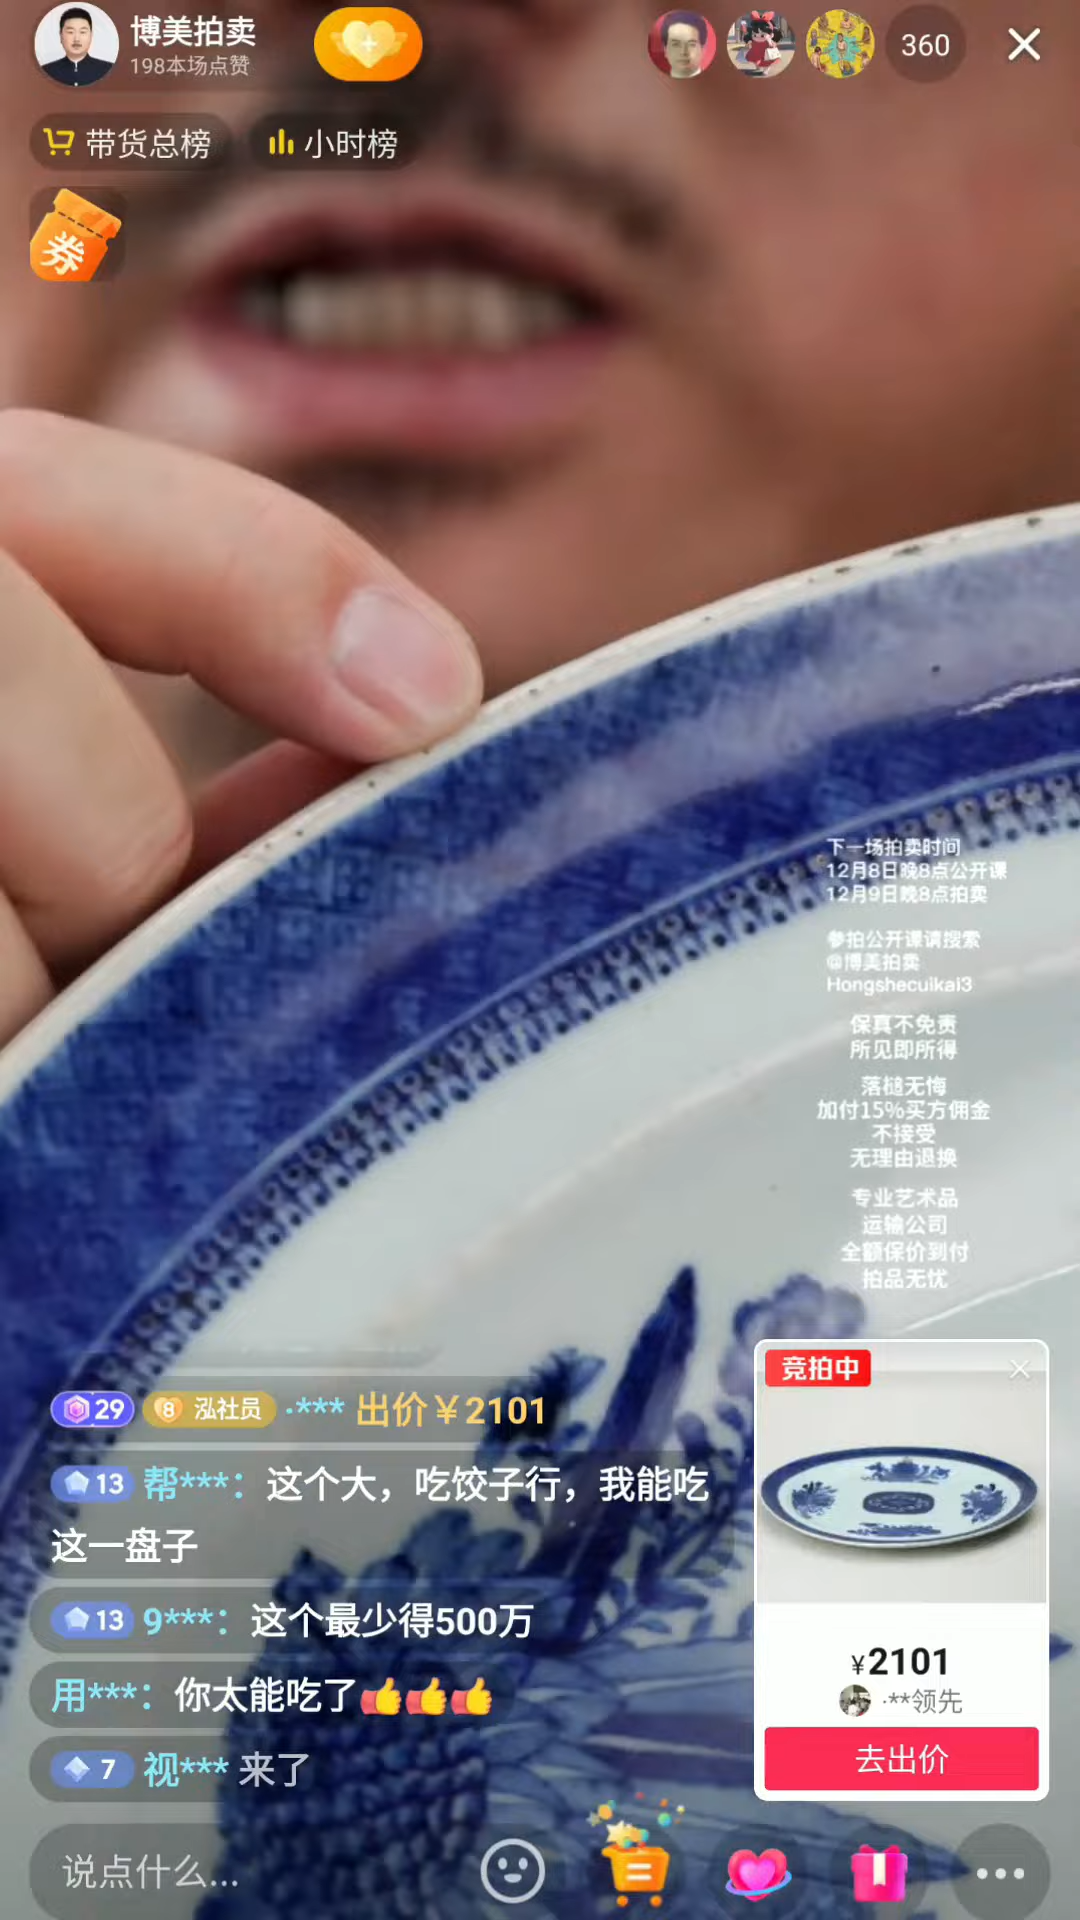 博美拍卖
198本场点赞
360
带货总榜
小时榜
券
下一场拍卖时间
12月8日晚8点公开课
12月9日晚8点拍卖
参拍公开课请搜索
@博美拍卖
Hongshecuikai3
保真不免责
所见即所得
落槌无悔
加付15%买方佣金
不接受
无理由退换
专业艺术品
运输公司
全额保价到付
拍品无忧
29 8 泓社员 ·*** 出价¥2101
13 帮***：这个大，吃饺子行，我能吃
这一盘子
13 9***：这个最少得500万
用***：你太能吃了👍👍👍
7 视*** 来了
竞拍中
¥2101
·**领先
去出价
说点什么...